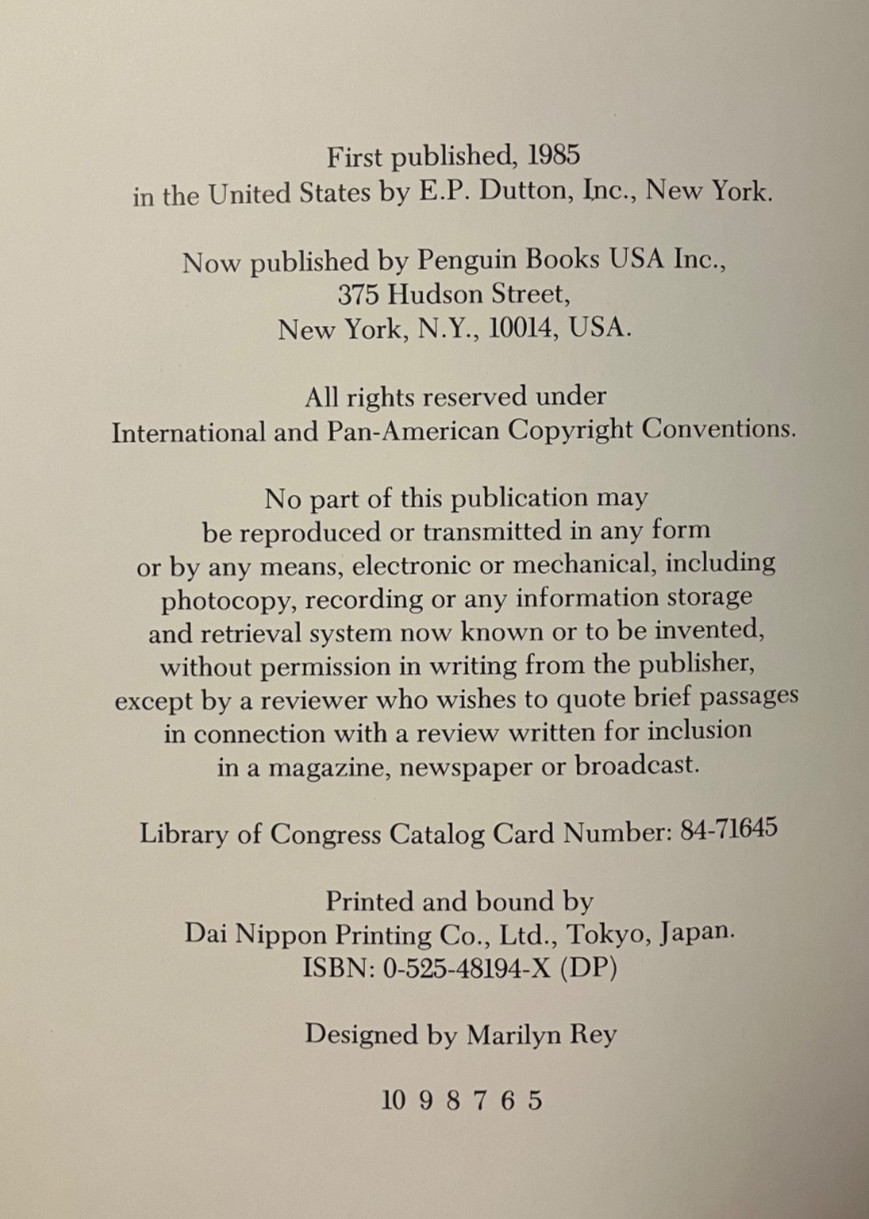 First published, 1985
in the United States by E.P. Dutton, Inc., New York.
Now published by Penguin Books USA Inc.,
375 Hudson Street,
New York, N.Y., 10014, USA.
All rights reserved under
International and Pan-American Copyright Conventions.
No part of this publication may
be reproduced or transmitted in any form
or by any means, electronic or mechanical, including
photocopy, recording or any information storage
and retrieval system now known or to be invented,
without permission in writing from the publisher,
except by a reviewer who wishes to quote brief passages
in connection with a review written for inclusion
in a magazine, newspaper or broadcast.
Library of Congress Catalog Card Number: 84-71645
Printed and bound by
Dai Nippon Printing Co., Ltd., Tokyo, Japan.
ISBN: 0-525-48194-X (DP)
Designed by Marilyn Rey
10 9 8 7 6 5